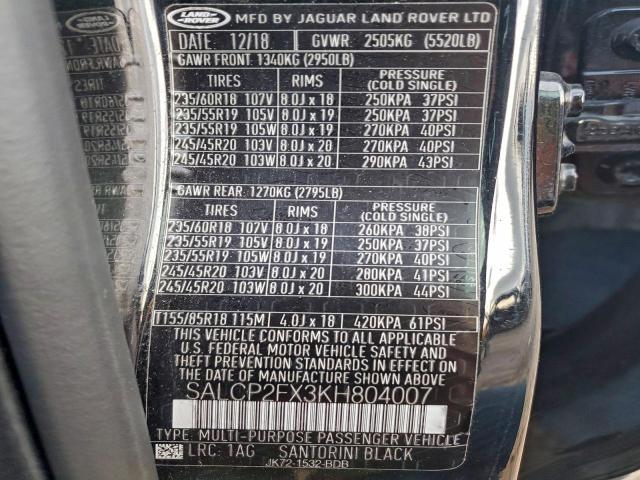 LAND-ROVER MFD BY JAGUAR LAND ROVER LTD
DATE 12/18 GVWR 2505KG (5520LB)
GAWR FRONT 1340KG (2950LB)
TIRES RIMS PRESSURE (COLD SINGLE)
235/60R18 107V 8.0J x 18 250KPA 37PSI
235/55R19 105V 8.0J x 19 250KPA 37PSI
235/55R19 105W 8.0J x 19 270KPA 40PSI
245/45R20 103V 8.0J x 20 270KPA 40PSI
245/45R20 103W 8.0J x 20 290KPA 43PSI
GAWR REAR: 1270KG (2795LB)
TIRES RIMS PRESSURE (COLD SINGLE)
235/60R18 107V 8.0J x 18 260KPA 38PSI
235/55R19 105V 8.0J x 19 250KPA 37PSI
235/55R19 105W 8.0J x 19 270KPA 40PSI
245/45R20 103V 8.0J x 20 280KPA 41PSI
245/45R20 103W 8.0J x 20 300KPA 44PSI
T155/85R18 115M 4.0J x 18 420KPA 61PSI
THIS VEHICLE CONFORMS TO ALL APPLICABLE
U.S. FEDERAL MOTOR VEHICLE SAFETY AND
THEFT PREVENTION STANDARDS IN EFFECT ON
THE DATE OF MANUFACTURE SHOWN ABOVE.
SALCP2FX3KH804007
TYPE: MULTI-PURPOSE PASSENGER VEHICLE
LRC: 1AG SANTORINI BLACK
JK72-1532-BDB